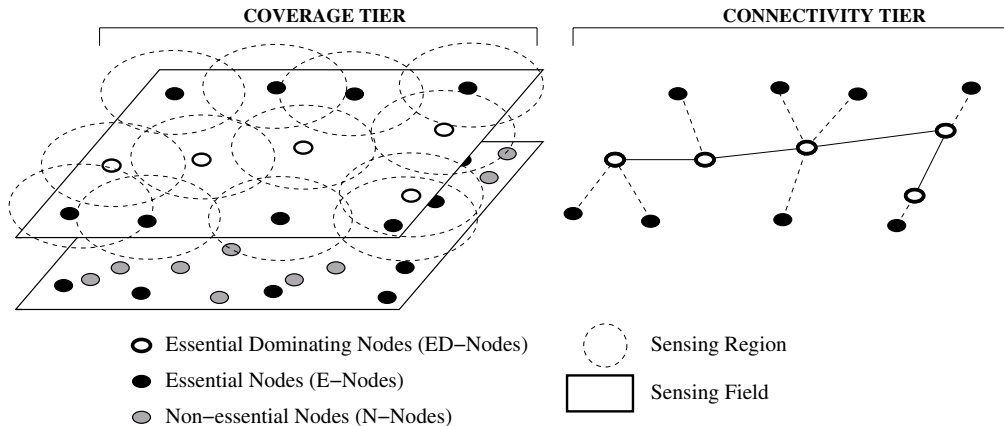 COVERAGE TIER
CONNECTIVITY TIER
Essential Dominating Nodes (ED−Nodes)
Essential Nodes (E−Nodes)
Non−essential Nodes (N−Nodes)
Sensing Region
Sensing Field